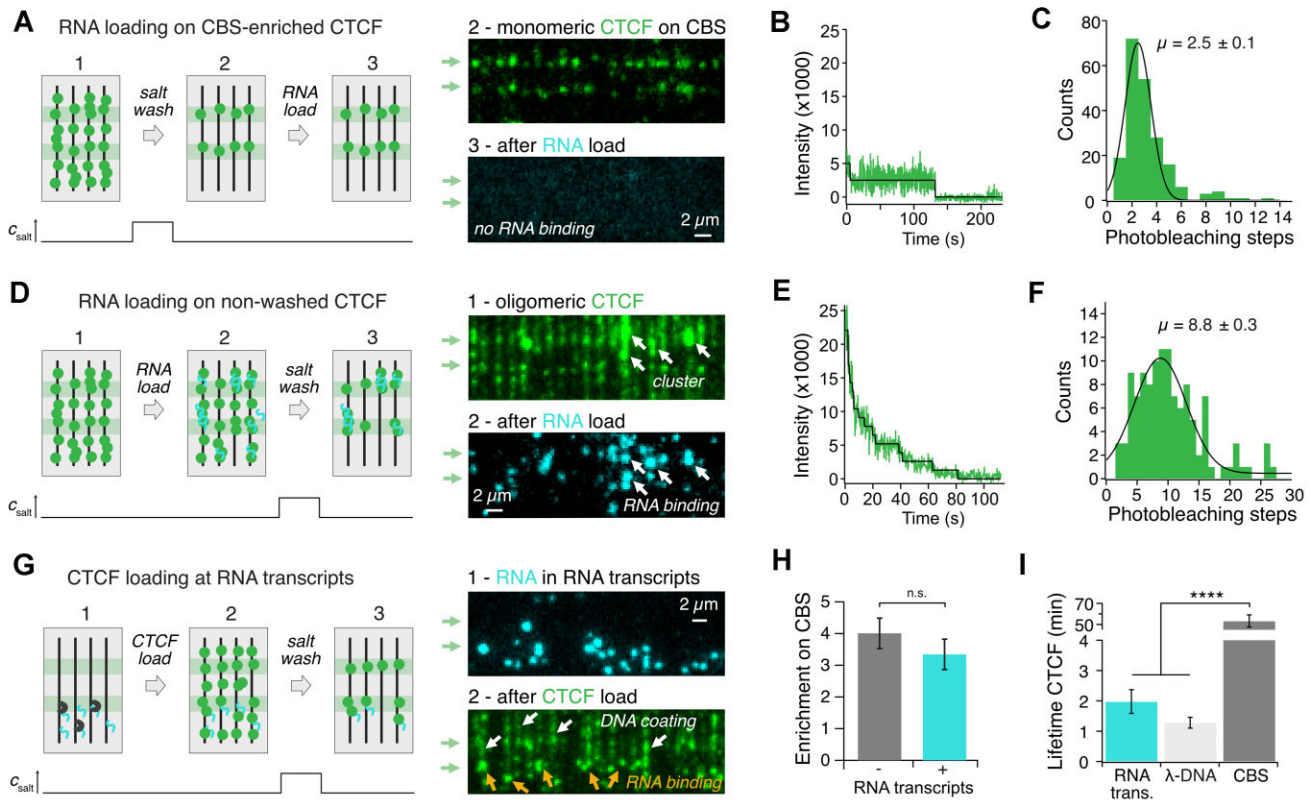 A
RNA loading on CBS-enriched CTCF
1
2
3
salt
wash
RNA
load
csalt
2 - monomeric CTCF on CBS
3 - after RNA load
no RNA binding
2 µm
B
Intensity (x1000)
25
20
15
10
5
0
0
100
200
Time (s)
C
Counts
80
60
40
20
0
µ = 2.5 ± 0.1
0 2 4 6 8 10 12 14
Photobleaching steps
D
RNA loading on non-washed CTCF
1
2
3
RNA
load
salt
wash
csalt
1 - oligomeric CTCF
cluster
2 - after RNA load
2 µm
RNA binding
E
Intensity (x1000)
25
20
15
10
5
0
0 20 40 60 80 100
Time (s)
F
Counts
14
12
10
8
6
4
2
0
µ = 8.8 ± 0.3
0 5 10 15 20 25 30
Photobleaching steps
G
CTCF loading at RNA transcripts
1
2
3
CTCF
load
salt
wash
csalt
1 - RNA in RNA transcripts
2 µm
2 - after CTCF load
DNA coating
RNA binding
H
Enrichment on CBS
5
4
3
2
1
0
n.s.
- +
RNA transcripts
I
Lifetime CTCF (min)
70
50
4
3
2
1
0
****
RNA
trans.
λ-DNA
CBS